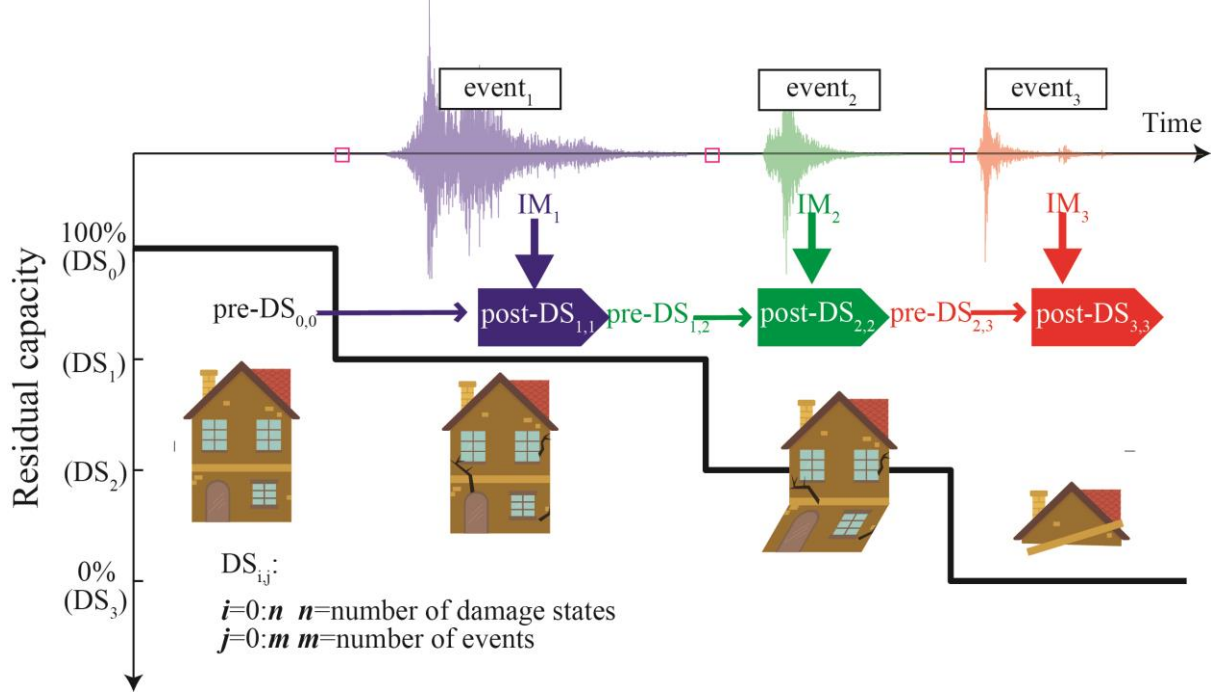 event₁
event₂
event₃
Time
IM₁
IM₂
IM₃
Residual capacity
100%
(DS₀)
pre-DS₀,₀
post-DS₁,₁
pre-DS₁,₂
post-DS₂,₂
pre-DS₂,₃
post-DS₃,₃
(DS₁)
(DS₂)
0%
(DS₃)
DSᵢ,ⱼ:
i=0:n n=number of damage states
j=0:m m=number of events